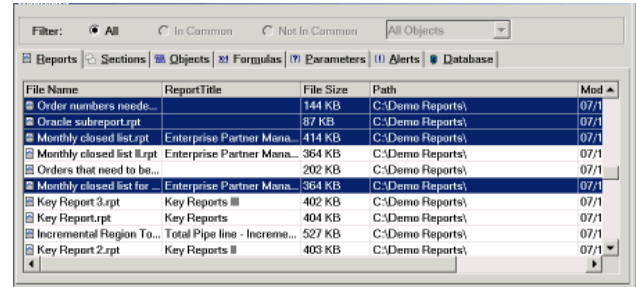 Filter: All In Common Not In Common All Objects
Reports Sections Objects Formulas Parameters Alerts Database
File Name ReportTitle File Size Path Mod
Order numbers neede... 144 KB C:\Demo Reports\ 07/1
Oracle subreport.rpt 87 KB C:\Demo Reports\ 07/1
Monthly closed list.rpt Enterprise Partner Mana... 414 KB C:\Demo Reports\ 07/1
Monthly closed list II.rpt Enterprise Partner Mana... 364 KB C:\Demo Reports\ 07/1
Orders that need to be... 202 KB C:\Demo Reports\ 07/1
Monthly closed list for ... Enterprise Partner Mana... 364 KB C:\Demo Reports\ 07/1
Key Report 3.rpt Key Reports III 402 KB C:\Demo Reports\ 07/1
Key Report.rpt Key Reports 404 KB C:\Demo Reports\ 07/1
Incremental Region To... Total Pipe line - Increme... 527 KB C:\Demo Reports\ 07/1
Key Report 2.rpt Key Reports II 403 KB C:\Demo Reports\ 07/1